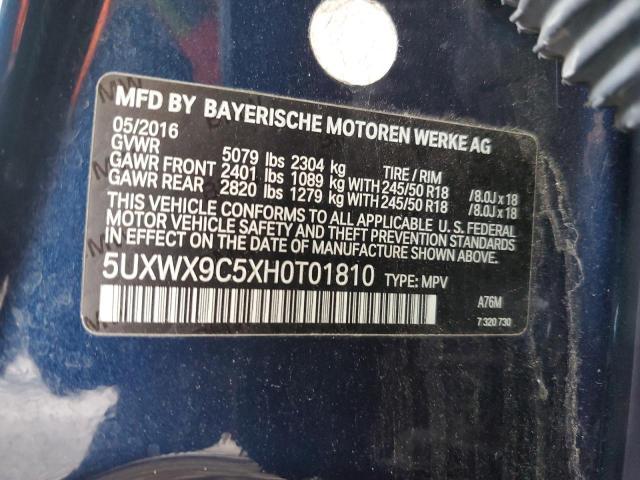 MFD BY BAYERISCHE MOTOREN WERKE AG
05/2016
GVWR 5079 lbs 2304 kg TIRE / RIM
GAWR FRONT 2401 lbs 1089 kg WITH 245/50 R18 / 8.0J x 18
GAWR REAR 2820 lbs 1279 kg WITH 245/50 R18 / 8.0J x 18
THIS VEHICLE CONFORMS TO ALL APPLICABLE U. S. FEDERAL
MOTOR VEHICLE SAFETY AND THEFT PREVENTION STANDARDS
IN EFFECT ON THE DATE OF MANUFACTURE SHOWN ABOVE.
5UXWX9C5XH0T01810 TYPE: MPV
A76M
7 320 730